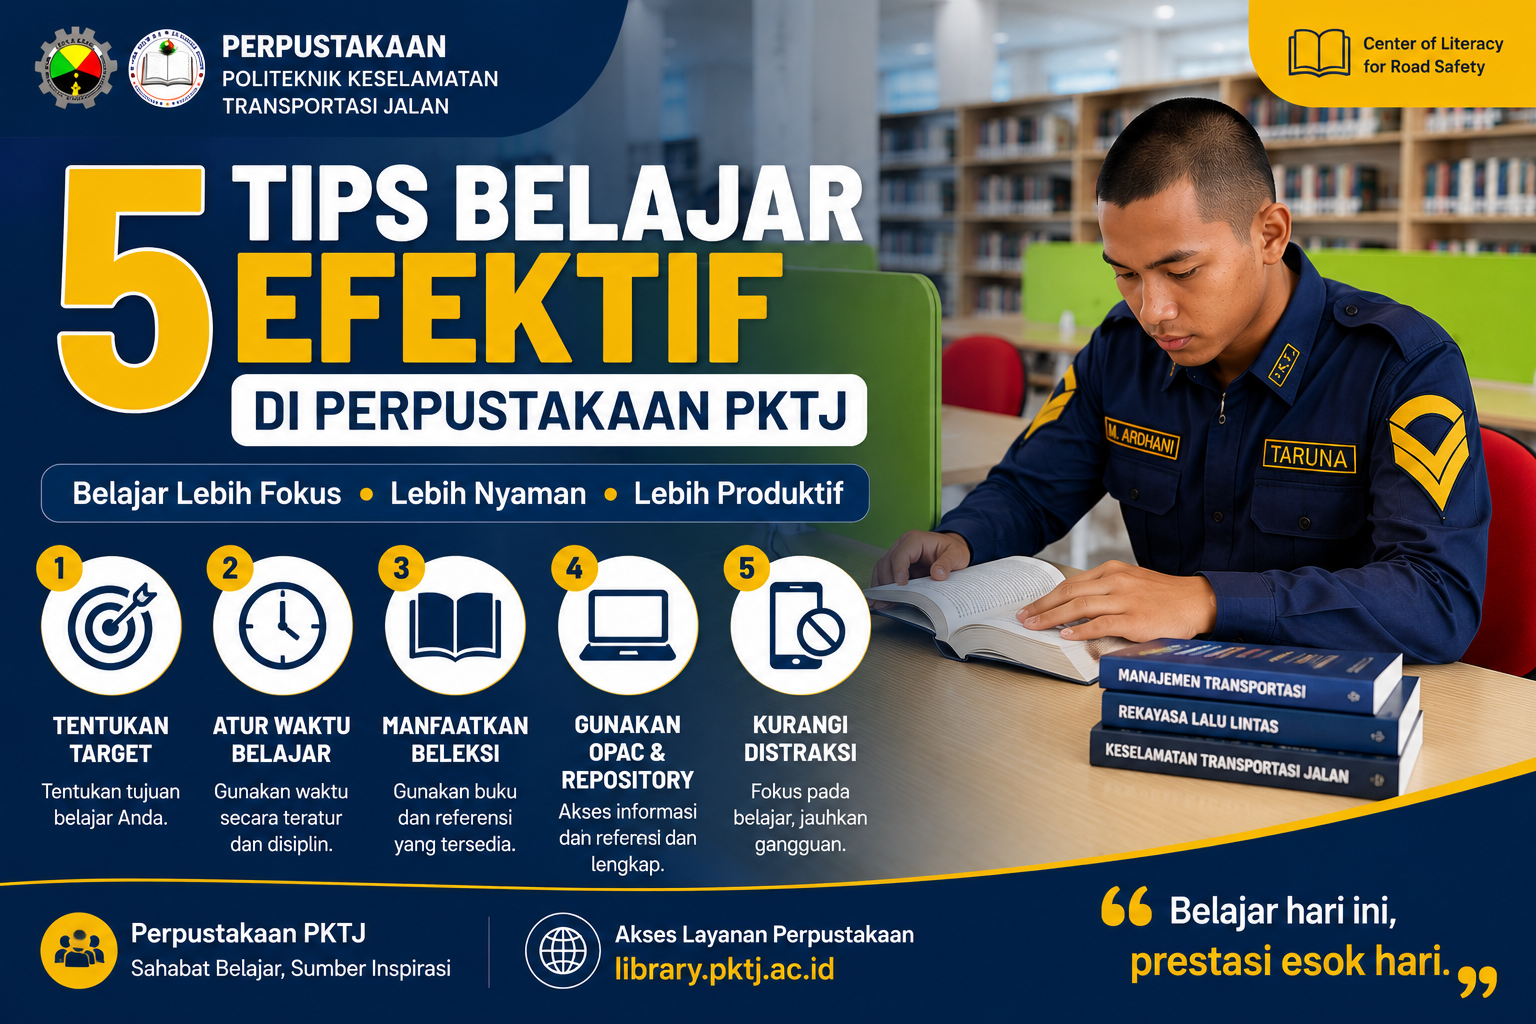 PERPUSTAKAAN
POLITEKNIK KESELAMATAN
TRANSPORTASI JALAN
Center of Literacy
for Road Safety
5
TIPS BELAJAR
EFEKTIF
DI PERPUSTAKAAN PKTJ
Belajar Lebih Fokus • Lebih Nyaman • Lebih Produktif
1
TENTUKAN
TARGET
Tentukan tujuan
belajar Anda.
2
ATUR WAKTU
BELAJAR
Gunakan waktu
secara teratur
dan disiplin.
3
MANFAATKAN
BELEKSI
Gunakan buku
dan referensi
yang tersedia.
4
GUNAKAN
OPAC &
REPOSITORY
Akses informasi
dan referesi dan
lengkap.
5
KURANGI
DISTRAKSI
Fokus pada
belajar, jauhkan
gangguan.
M. ARDHANI
TARUNA
MANAJEMEN TRANSPORTASI
REKAYASA LALU LINTAS
KESELAMATAN TRANSPORTASI JALAN
Perpustakaan PKTJ
Sahabat Belajar, Sumber Inspirasi
Akses Layanan Perpustakaan
library.pktj.ac.id
“Belajar hari ini,
prestasi esok hari.”